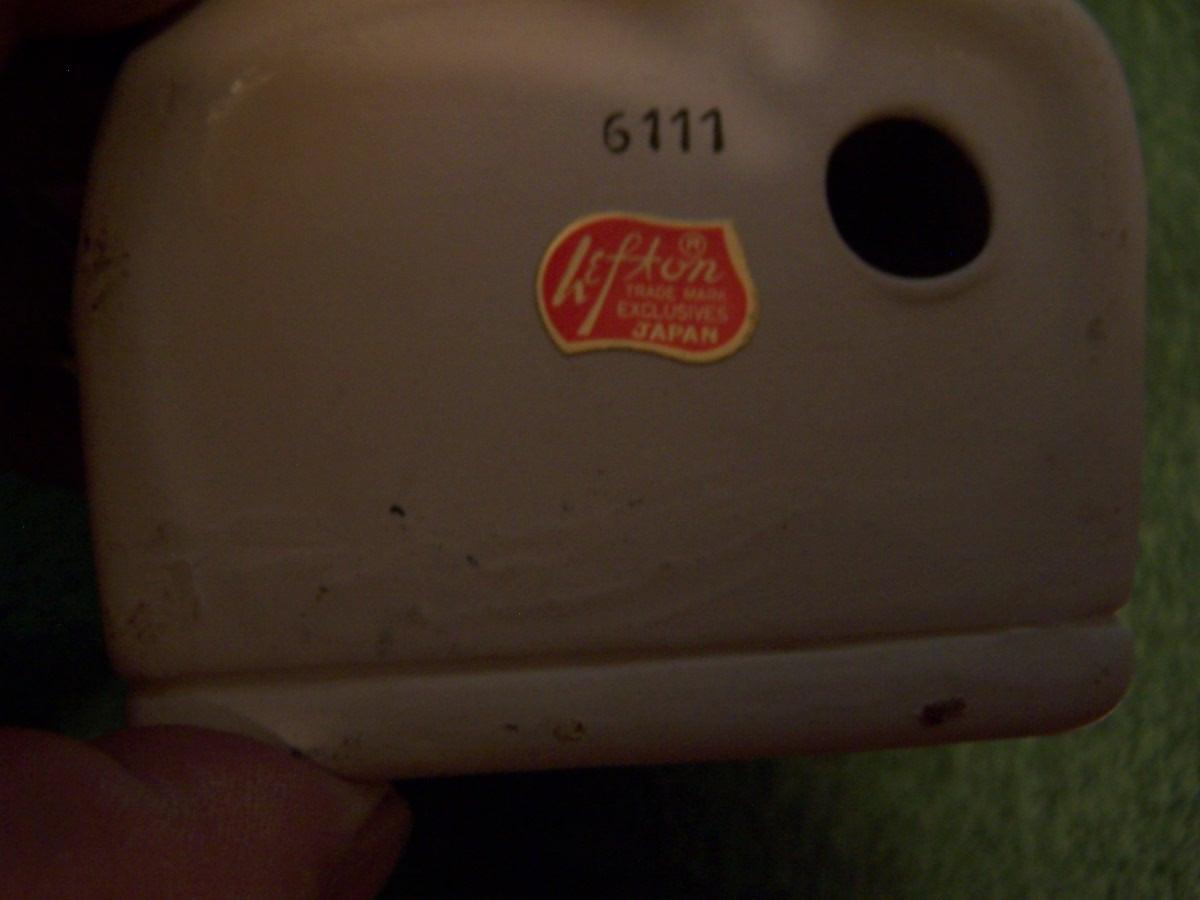 6111
Lefton ®
TRADE MARK
EXCLUSIVES
JAPAN